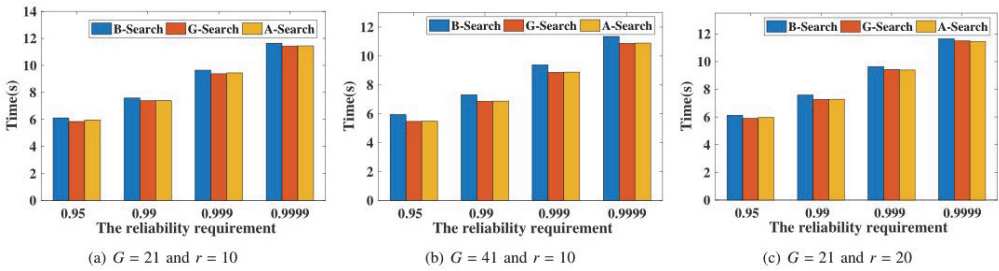 14
12
10
8
6
4
2
0
Time(s)
B-Search G-Search A-Search
0.95 0.99 0.999 0.9999
The reliability requirement
(a) G = 21 and r = 10
12
10
8
6
4
2
0
Time(s)
B-Search G-Search A-Search
0.95 0.99 0.999 0.9999
The reliability requirement
(b) G = 41 and r = 10
12
10
8
6
4
2
0
Time(s)
B-Search G-Search A-Search
0.95 0.99 0.999 0.9999
The reliability requirement
(c) G = 21 and r = 20